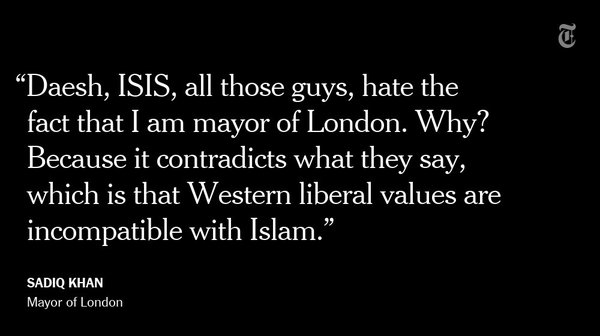 “Daesh, ISIS, all those guys, hate the
fact that I am mayor of London. Why?
Because it contradicts what they say,
which is that Western liberal values are
incompatible with Islam.”
SADIQ KHAN
Mayor of London